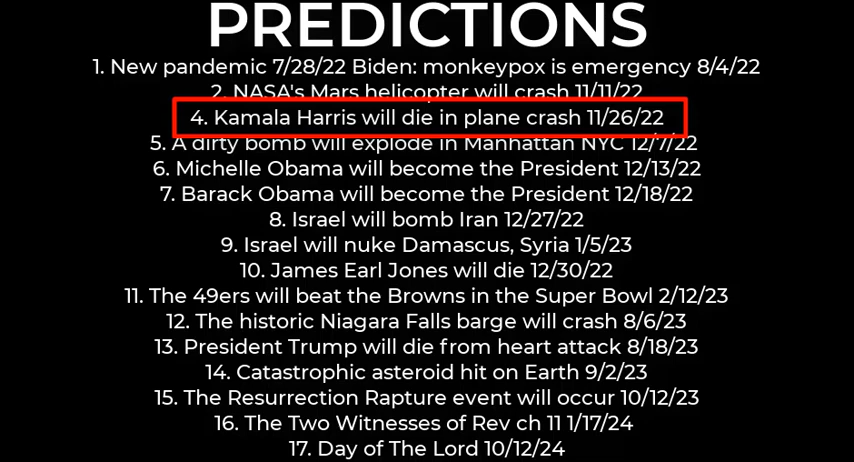 PREDICTIONS
1. New pandemic 7/28/22 Biden: monkeypox is emergency 8/4/22
2. NASA's Mars helicopter will crash 11/11/22
4. Kamala Harris will die in plane crash 11/26/22
5. A dirty bomb will explode in Manhattan NYC 12/7/22
6. Michelle Obama will become the President 12/13/22
7. Barack Obama will become the President 12/18/22
8. Israel will bomb Iran 12/27/22
9. Israel will nuke Damascus, Syria 1/5/23
10. James Earl Jones will die 12/30/22
11. The 49ers will beat the Browns in the Super Bowl 2/12/23
12. The historic Niagara Falls barge will crash 8/6/23
13. President Trump will die from heart attack 8/18/23
14. Catastrophic asteroid hit on Earth 9/2/23
15. The Resurrection Rapture event will occur 10/12/23
16. The Two Witnesses of Rev ch 11 1/17/24
17. Day of The Lord 10/12/24